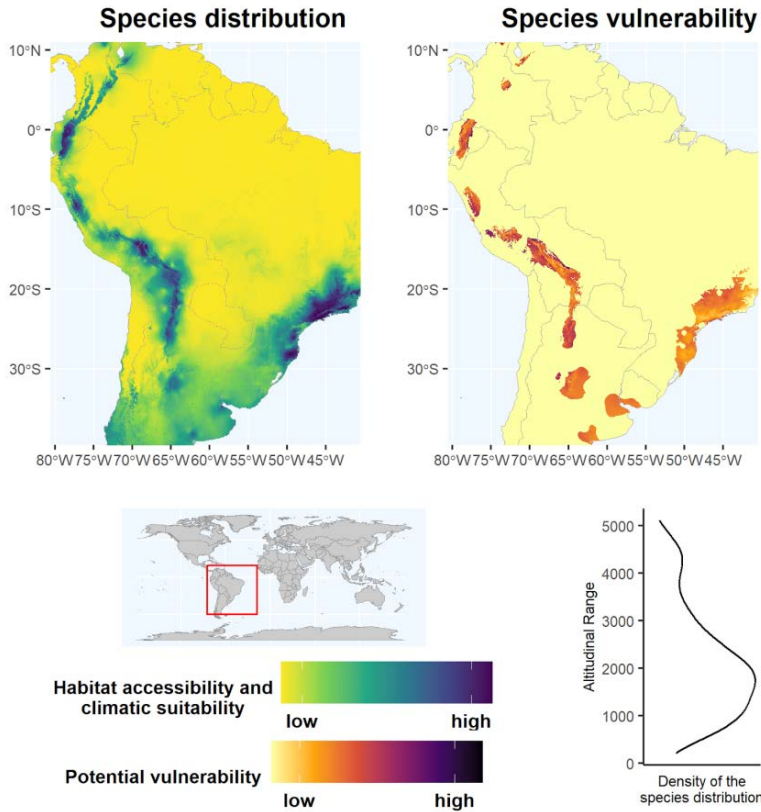 Species distribution
Species vulnerability
10°N
0°
10°S
20°S
30°S
80°W75°W70°W65°W60°W55°W50°W45°W
10°N
0°
10°S
20°S
30°S
80°W75°W70°W65°W60°W55°W50°W45°W
Habitat accessibility and
climatic suitability
low high
Potential vulnerability
low high
Altitudinal Range
5000
4000
3000
2000
1000
0
Density of the
species distribution